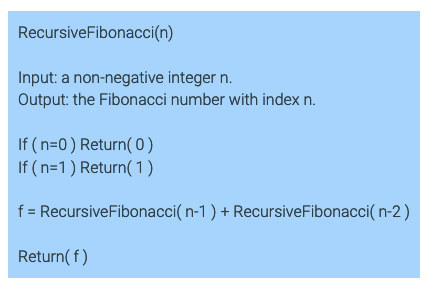 RecursiveFibonacci(n)
Input: a non-negative integer n.
Output: the Fibonacci number with index n.
If ( n=0 ) Return( 0 )
If ( n=1 ) Return( 1 )
f = RecursiveFibonacci( n-1 ) + RecursiveFibonacci( n-2 )
Return( f )